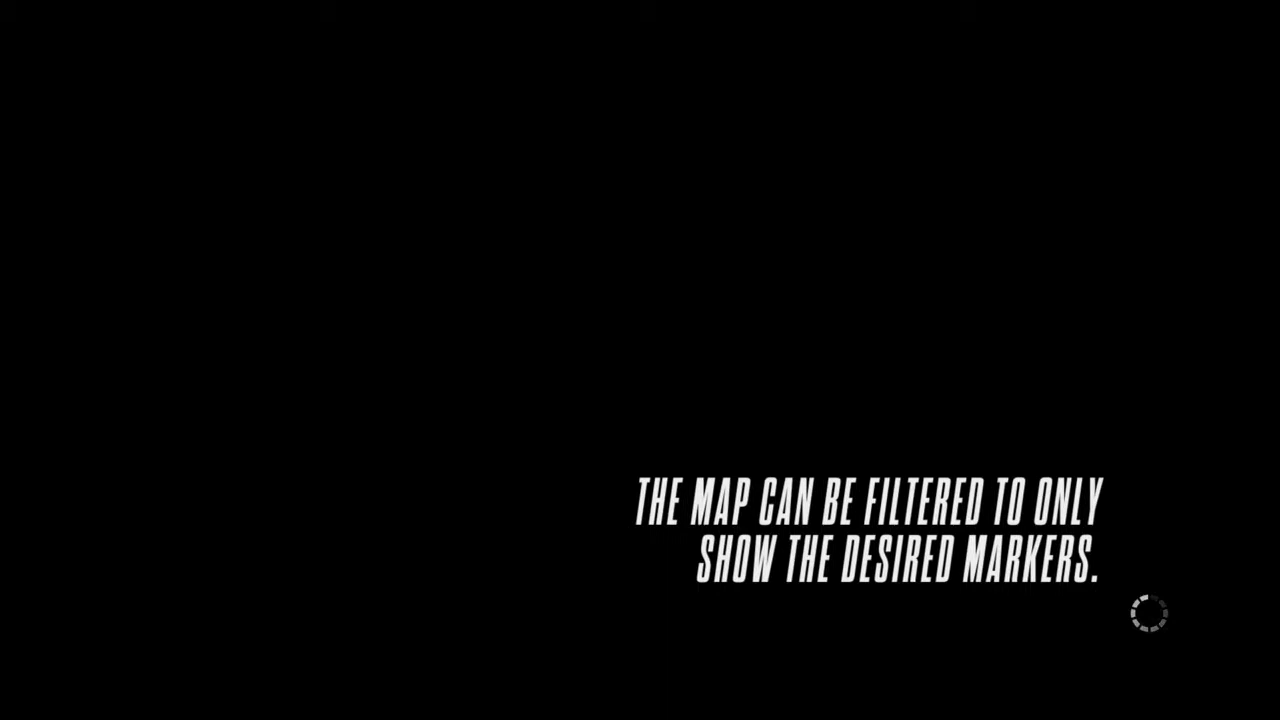 THE MAP CAN BE FILTERED TO ONLY
SHOW THE DESIRED MARKERS.